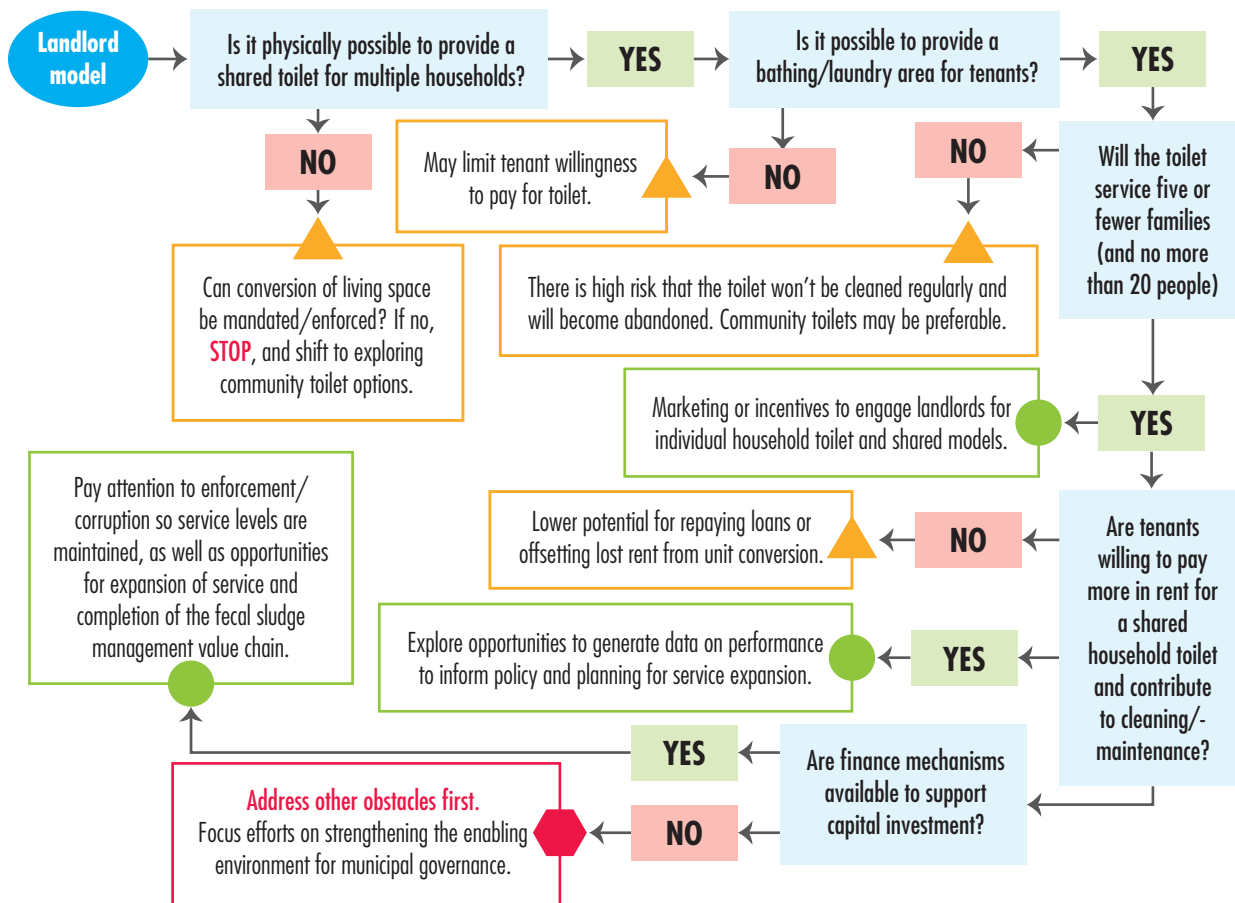 Landlord
model
Is it physically possible to provide a
shared toilet for multiple households?
YES
Is it possible to provide a
bathing/laundry area for tenants?
YES
NO
Can conversion of living space
be mandated/enforced? If no,
STOP, and shift to exploring
community toilet options.
May limit tenant willingness
to pay for toilet.
NO
NO
There is high risk that the toilet won’t be cleaned regularly and
will become abandoned. Community toilets may be preferable.
Will the toilet
service five or
fewer families
(and no more
than 20 people)
Marketing or incentives to engage landlords for
individual household toilet and shared models.
YES
Lower potential for repaying loans or
offsetting lost rent from unit conversion.
NO
Are tenants
willing to pay
more in rent for
a shared
household toilet
and contribute
to cleaning/-
maintenance?
Explore opportunities to generate data on performance
to inform policy and planning for service expansion.
YES
Pay attention to enforcement/
corruption so service levels are
maintained, as well as opportunities
for expansion of service and
completion of the fecal sludge
management value chain.
YES
Are finance mechanisms
available to support
capital investment?
Address other obstacles first.
Focus efforts on strengthening the enabling
environment for municipal governance.
NO